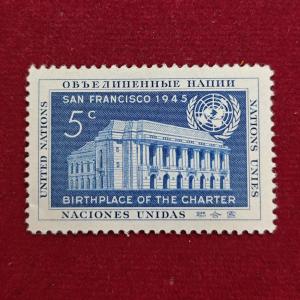 ОБЪЕДИНЕННЫЕ НАЦИИ
SAN FRANCISCO 1945
5c
UNITED NATIONS
NATIONS UNIES
BIRTHPLACE OF THE CHARTER
NACIONES UNIDAS